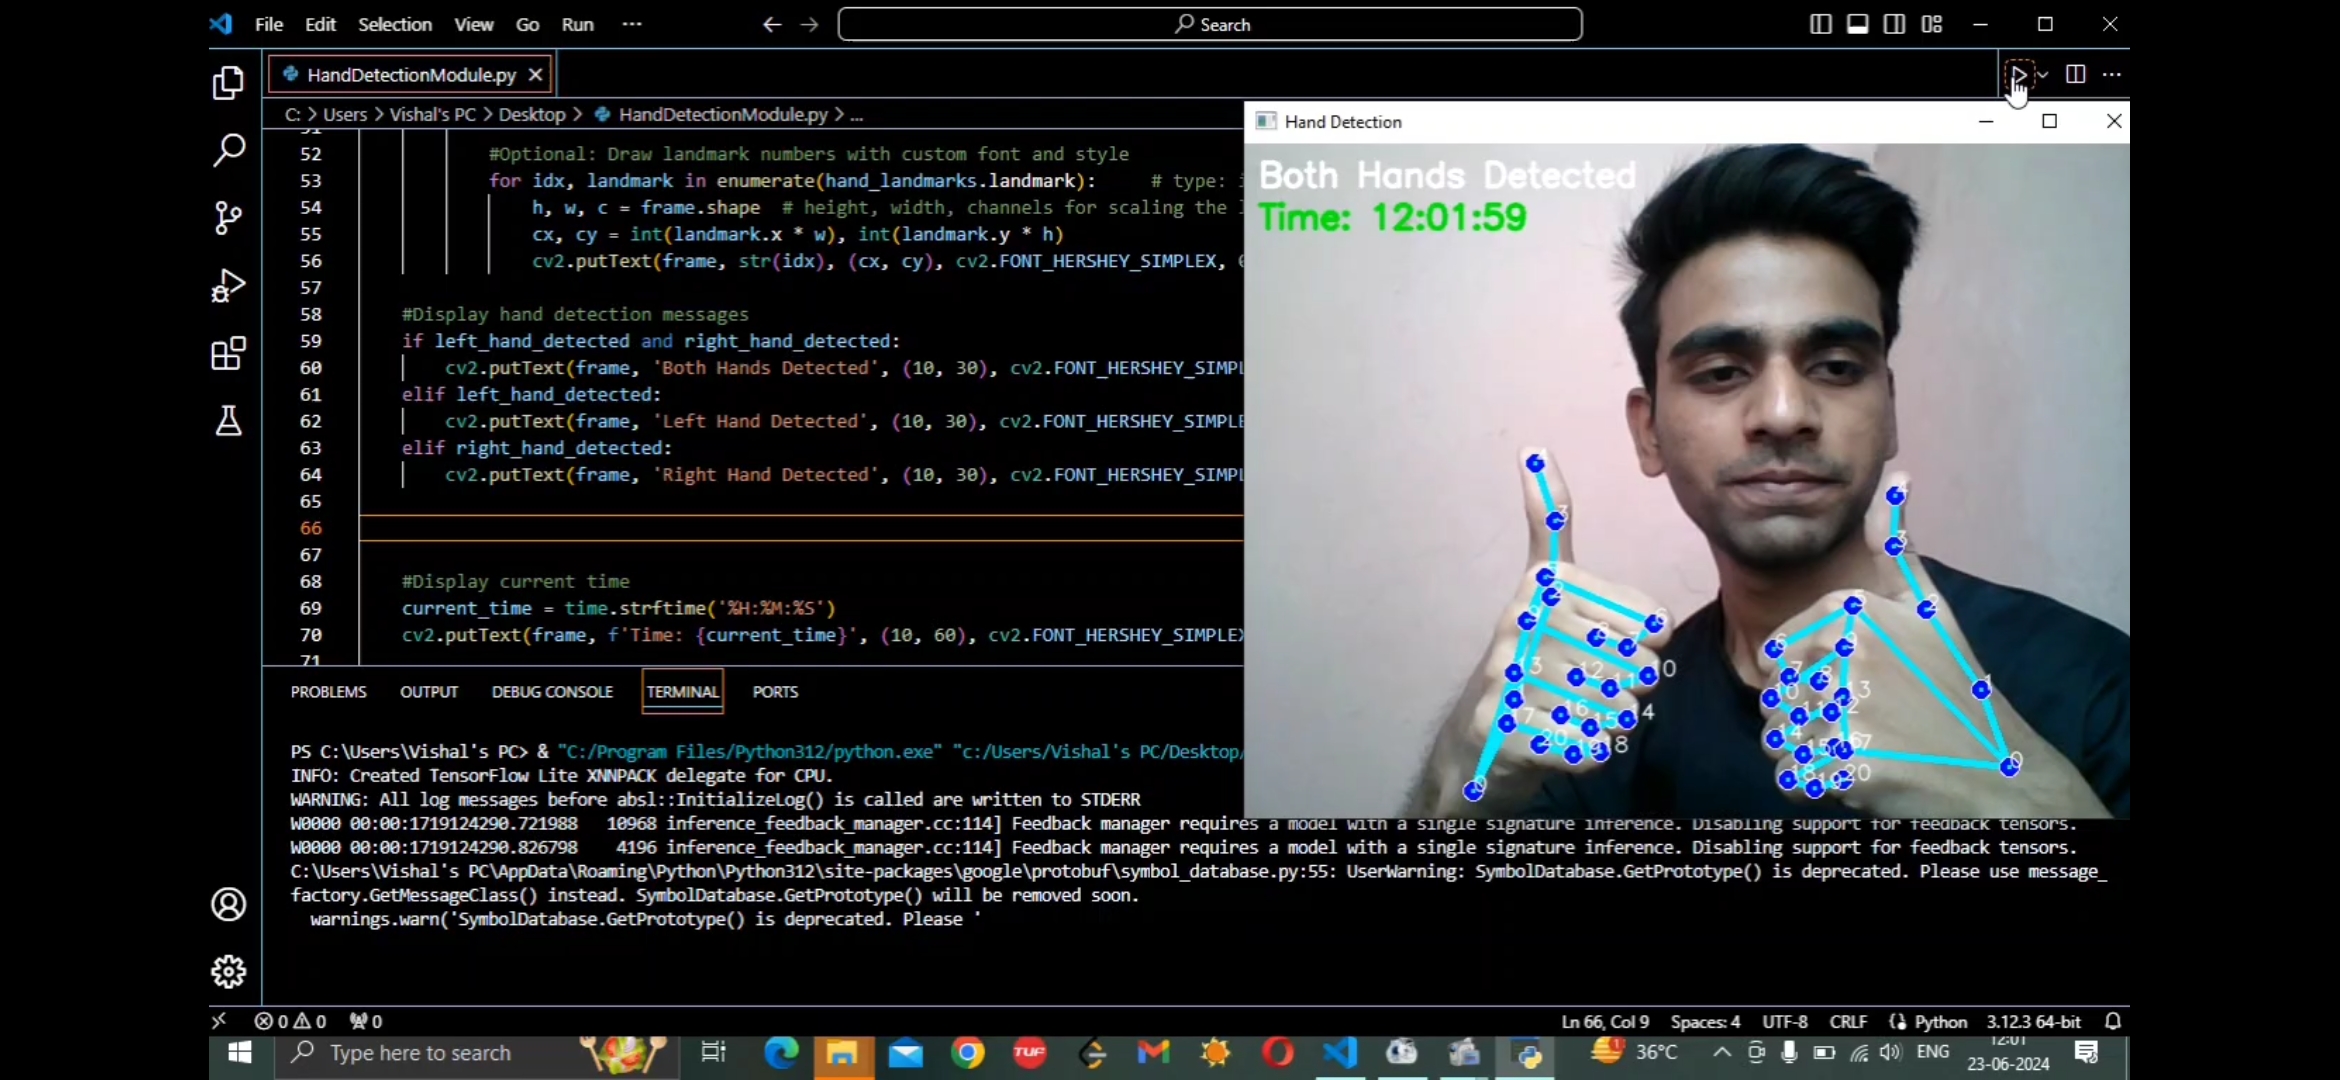 File Edit Selection View Go Run ... Search
HandDetectionModule.py
C: > Users > Vishal's PC > Desktop > HandDetectionModule.py > ...
Hand Detection
51
52 #Optional: Draw landmark numbers with custom font and style
53 for idx, landmark in enumerate(hand_landmarks.landmark): # type:
54 h, w, c = frame.shape # height, width, channels for scaling the
55 cx, cy = int(landmark.x * w), int(landmark.y * h)
56 cv2.putText(frame, str(idx), (cx, cy), cv2.FONT_HERSHEY_SIMPLEX,
57
58 #Display hand detection messages
59 if left_hand_detected and right_hand_detected:
60 cv2.putText(frame, 'Both Hands Detected', (10, 30), cv2.FONT_HERSHEY_SIMPL
61 elif left_hand_detected:
62 cv2.putText(frame, 'Left Hand Detected', (10, 30), cv2.FONT_HERSHEY_SIMPLE
63 elif right_hand_detected:
64 cv2.putText(frame, 'Right Hand Detected', (10, 30), cv2.FONT_HERSHEY_SIMPL
65
66
67
68 #Display current time
69 current_time = time.strftime('%H:%M:%S')
70 cv2.putText(frame, f'Time: {current_time}', (10, 60), cv2.FONT_HERSHEY_SIMPLEX
71
Both Hands Detected
Time: 12:01:59
PROBLEMS OUTPUT DEBUG CONSOLE TERMINAL PORTS
PS C:\Users\Vishal's PC> & "C:/Program Files/Python312/python.exe" "c:/Users/Vishal's PC/Desktop/
INFO: Created TensorFlow Lite XNNPACK delegate for CPU.
WARNING: All log messages before absl::InitializeLog() is called are written to STDERR
W0000 00:00:1719124290.721988 10968 inference_feedback_manager.cc:114] Feedback manager requires a model with a single signature inference. Disabling support for feedback tensors.
W0000 00:00:1719124290.826798 4196 inference_feedback_manager.cc:114] Feedback manager requires a model with a single signature inference. Disabling support for feedback tensors.
C:\Users\Vishal's PC\AppData\Roaming\Python\Python312\site-packages\google\protobuf\symbol_database.py:55: UserWarning: SymbolDatabase.GetPrototype() is deprecated. Please use message_
factory.GetMessageClass() instead. SymbolDatabase.GetPrototype() will be removed soon.
warnings.warn('SymbolDatabase.GetPrototype() is deprecated. Please '
0 0 0 Ln 66, Col 9 Spaces: 4 UTF-8 CRLF Python 3.12.3 64-bit
Type here to search TUF 36°C ENG 12:01
23-06-2024